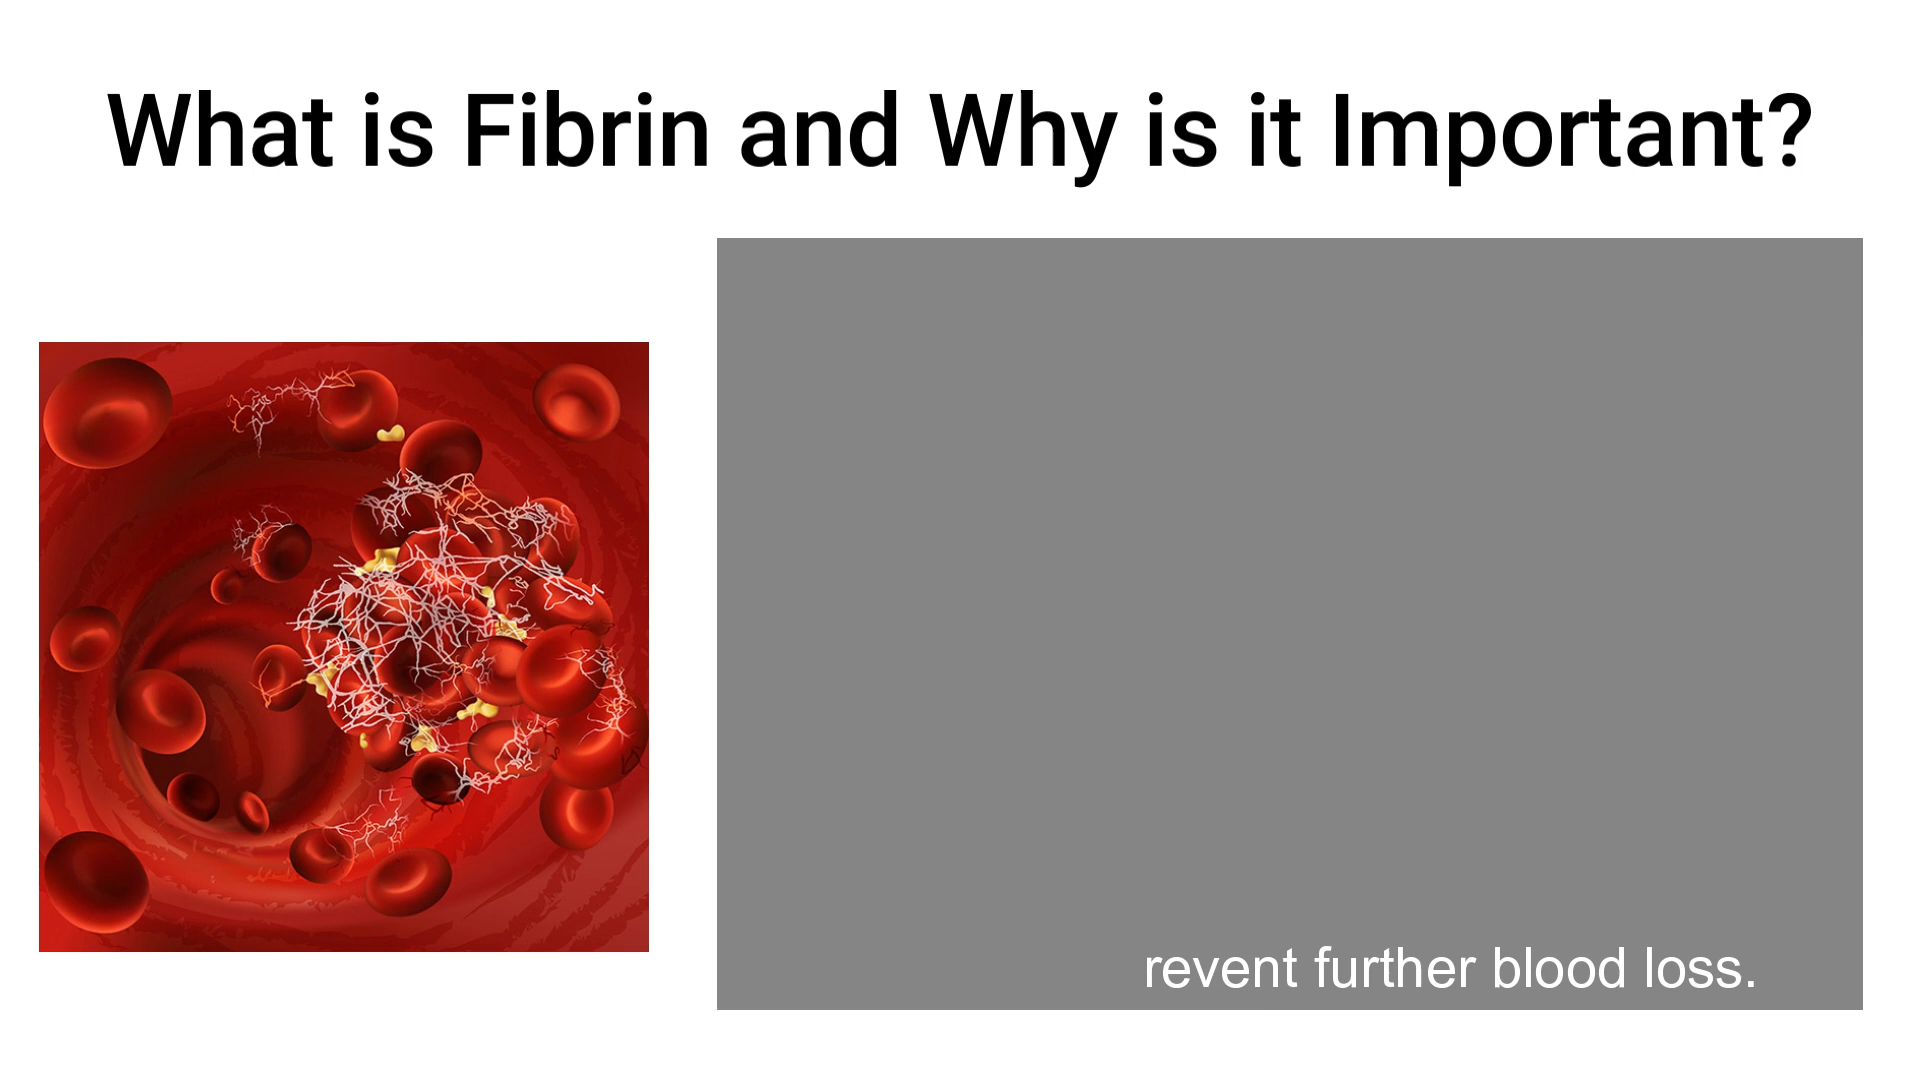 What is Fibrin and Why is it Important?
revent further blood loss.